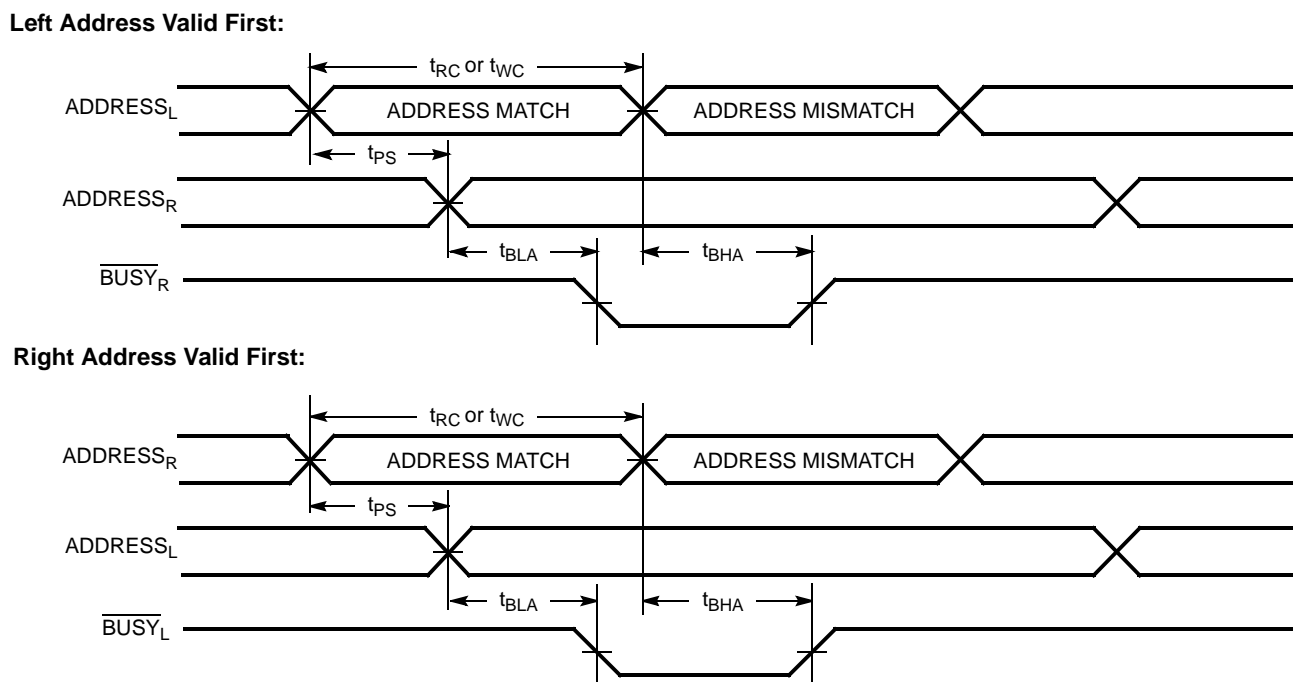 Left Address Valid First:
tRC or tWC
ADDRESSL
ADDRESS MATCH
ADDRESS MISMATCH
tPS
ADDRESSR
tBLA
tBHA
BUSYR
Right Address Valid First:
tRC or tWC
ADDRESSR
ADDRESS MATCH
ADDRESS MISMATCH
tPS
ADDRESSL
tBLA
tBHA
BUSYL